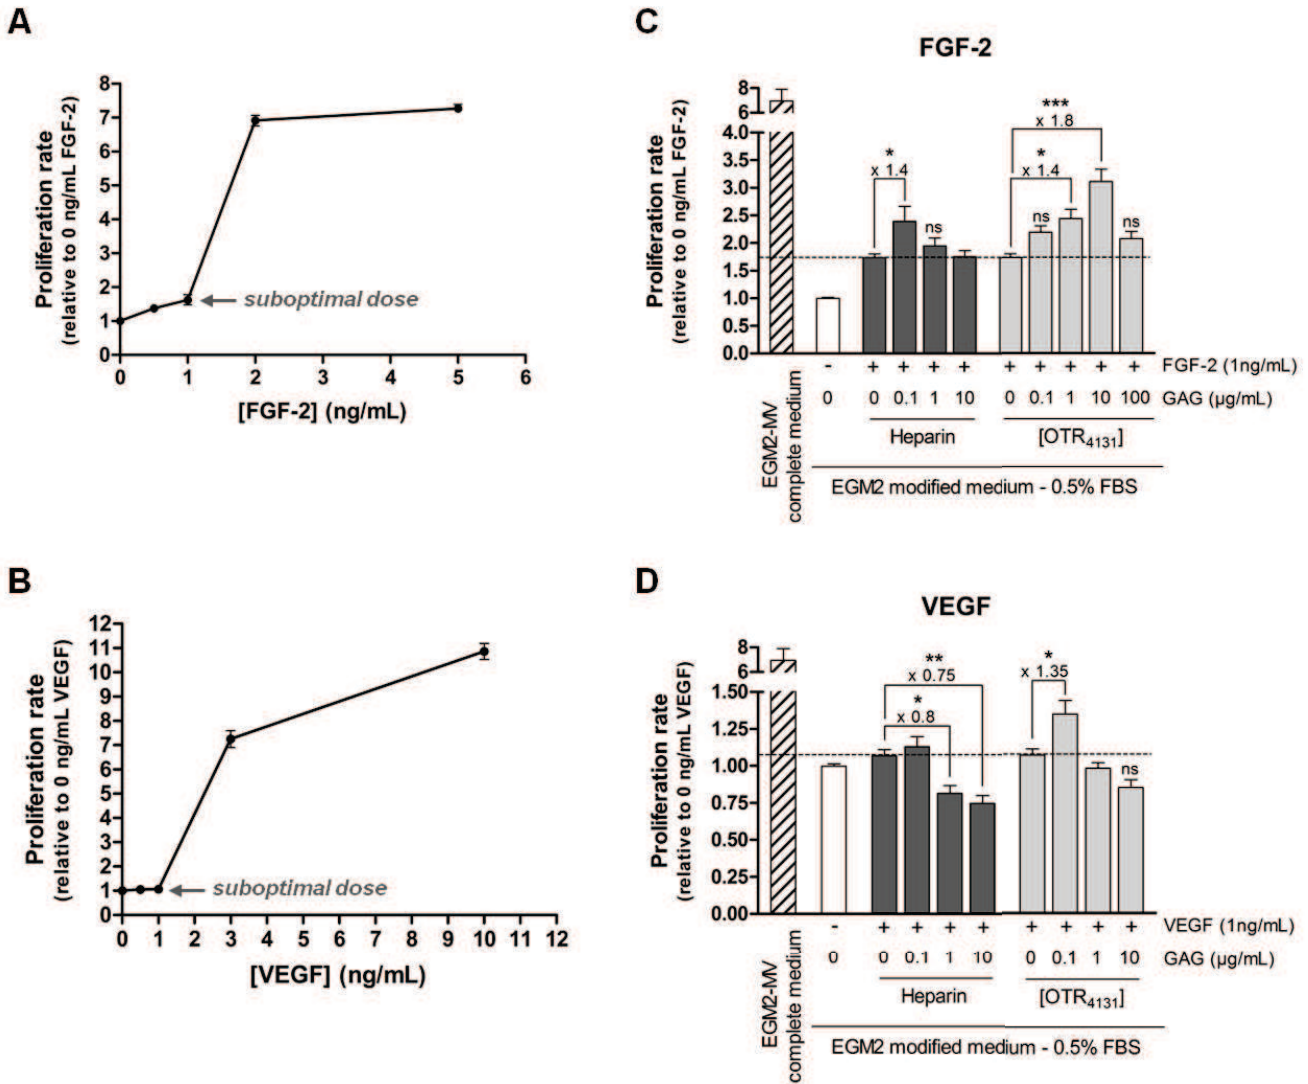 A
Proliferation rate
(relative to 0 ng/mL FGF-2)
8
7
6
5
4
3
2
1
0
suboptimal dose
0 1 2 3 4 5 6
[FGF-2] (ng/mL)
B
Proliferation rate
(relative to 0 ng/mL VEGF)
12
11
10
9
8
7
6
5
4
3
2
1
0
suboptimal dose
0 1 2 3 4 5 6 7 8 9 10 11 12
[VEGF] (ng/mL)
C
FGF-2
Proliferation rate
(relative to 0 ng/mL FGF-2)
8
6
4.0
3.5
3.0
2.5
2.0
1.5
1.0
0.5
0.0
*
x 1.4
ns
***
x 1.8
*
x 1.4
ns
ns
- + + + + + + + + + FGF-2 (1ng/mL)
0 0 0.1 1 10 0 0.1 1 10 100 GAG (µg/mL)
Heparin [OTR4131]
EGM2-MV
complete medium
EGM2 modified medium - 0.5% FBS
D
VEGF
Proliferation rate
(relative to 0 ng/mL VEGF)
8
6
1.50
1.25
1.00
0.75
0.50
0.25
0.00
**
x 0.75
*
x 0.8
*
x 1.35
ns
- + + + + + + + + VEGF (1ng/mL)
0 0 0.1 1 10 0 0.1 1 10 GAG (µg/mL)
Heparin [OTR4131]
EGM2-MV
complete medium
EGM2 modified medium - 0.5% FBS